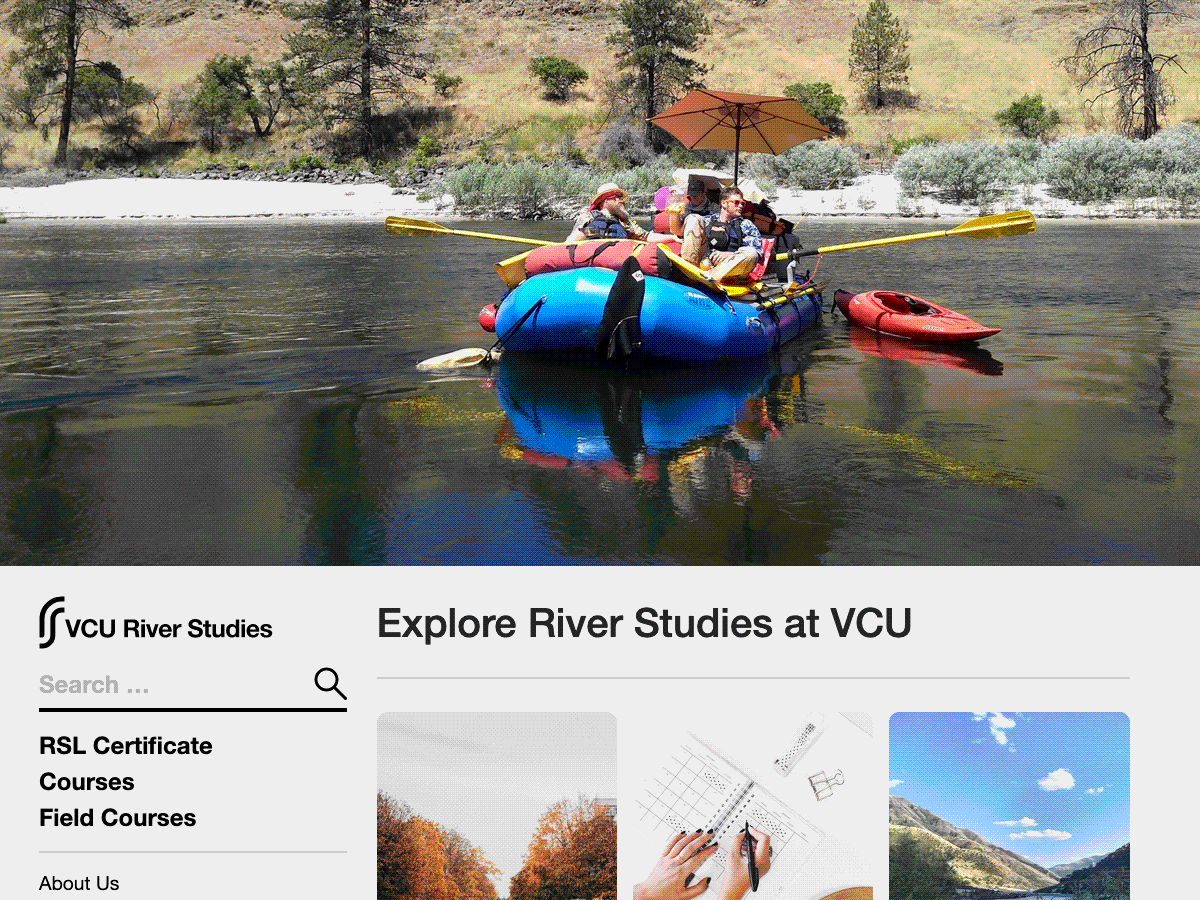 VCU River Studies
Search ...
RSL Certificate
Courses
Field Courses
About Us
Explore River Studies at VCU